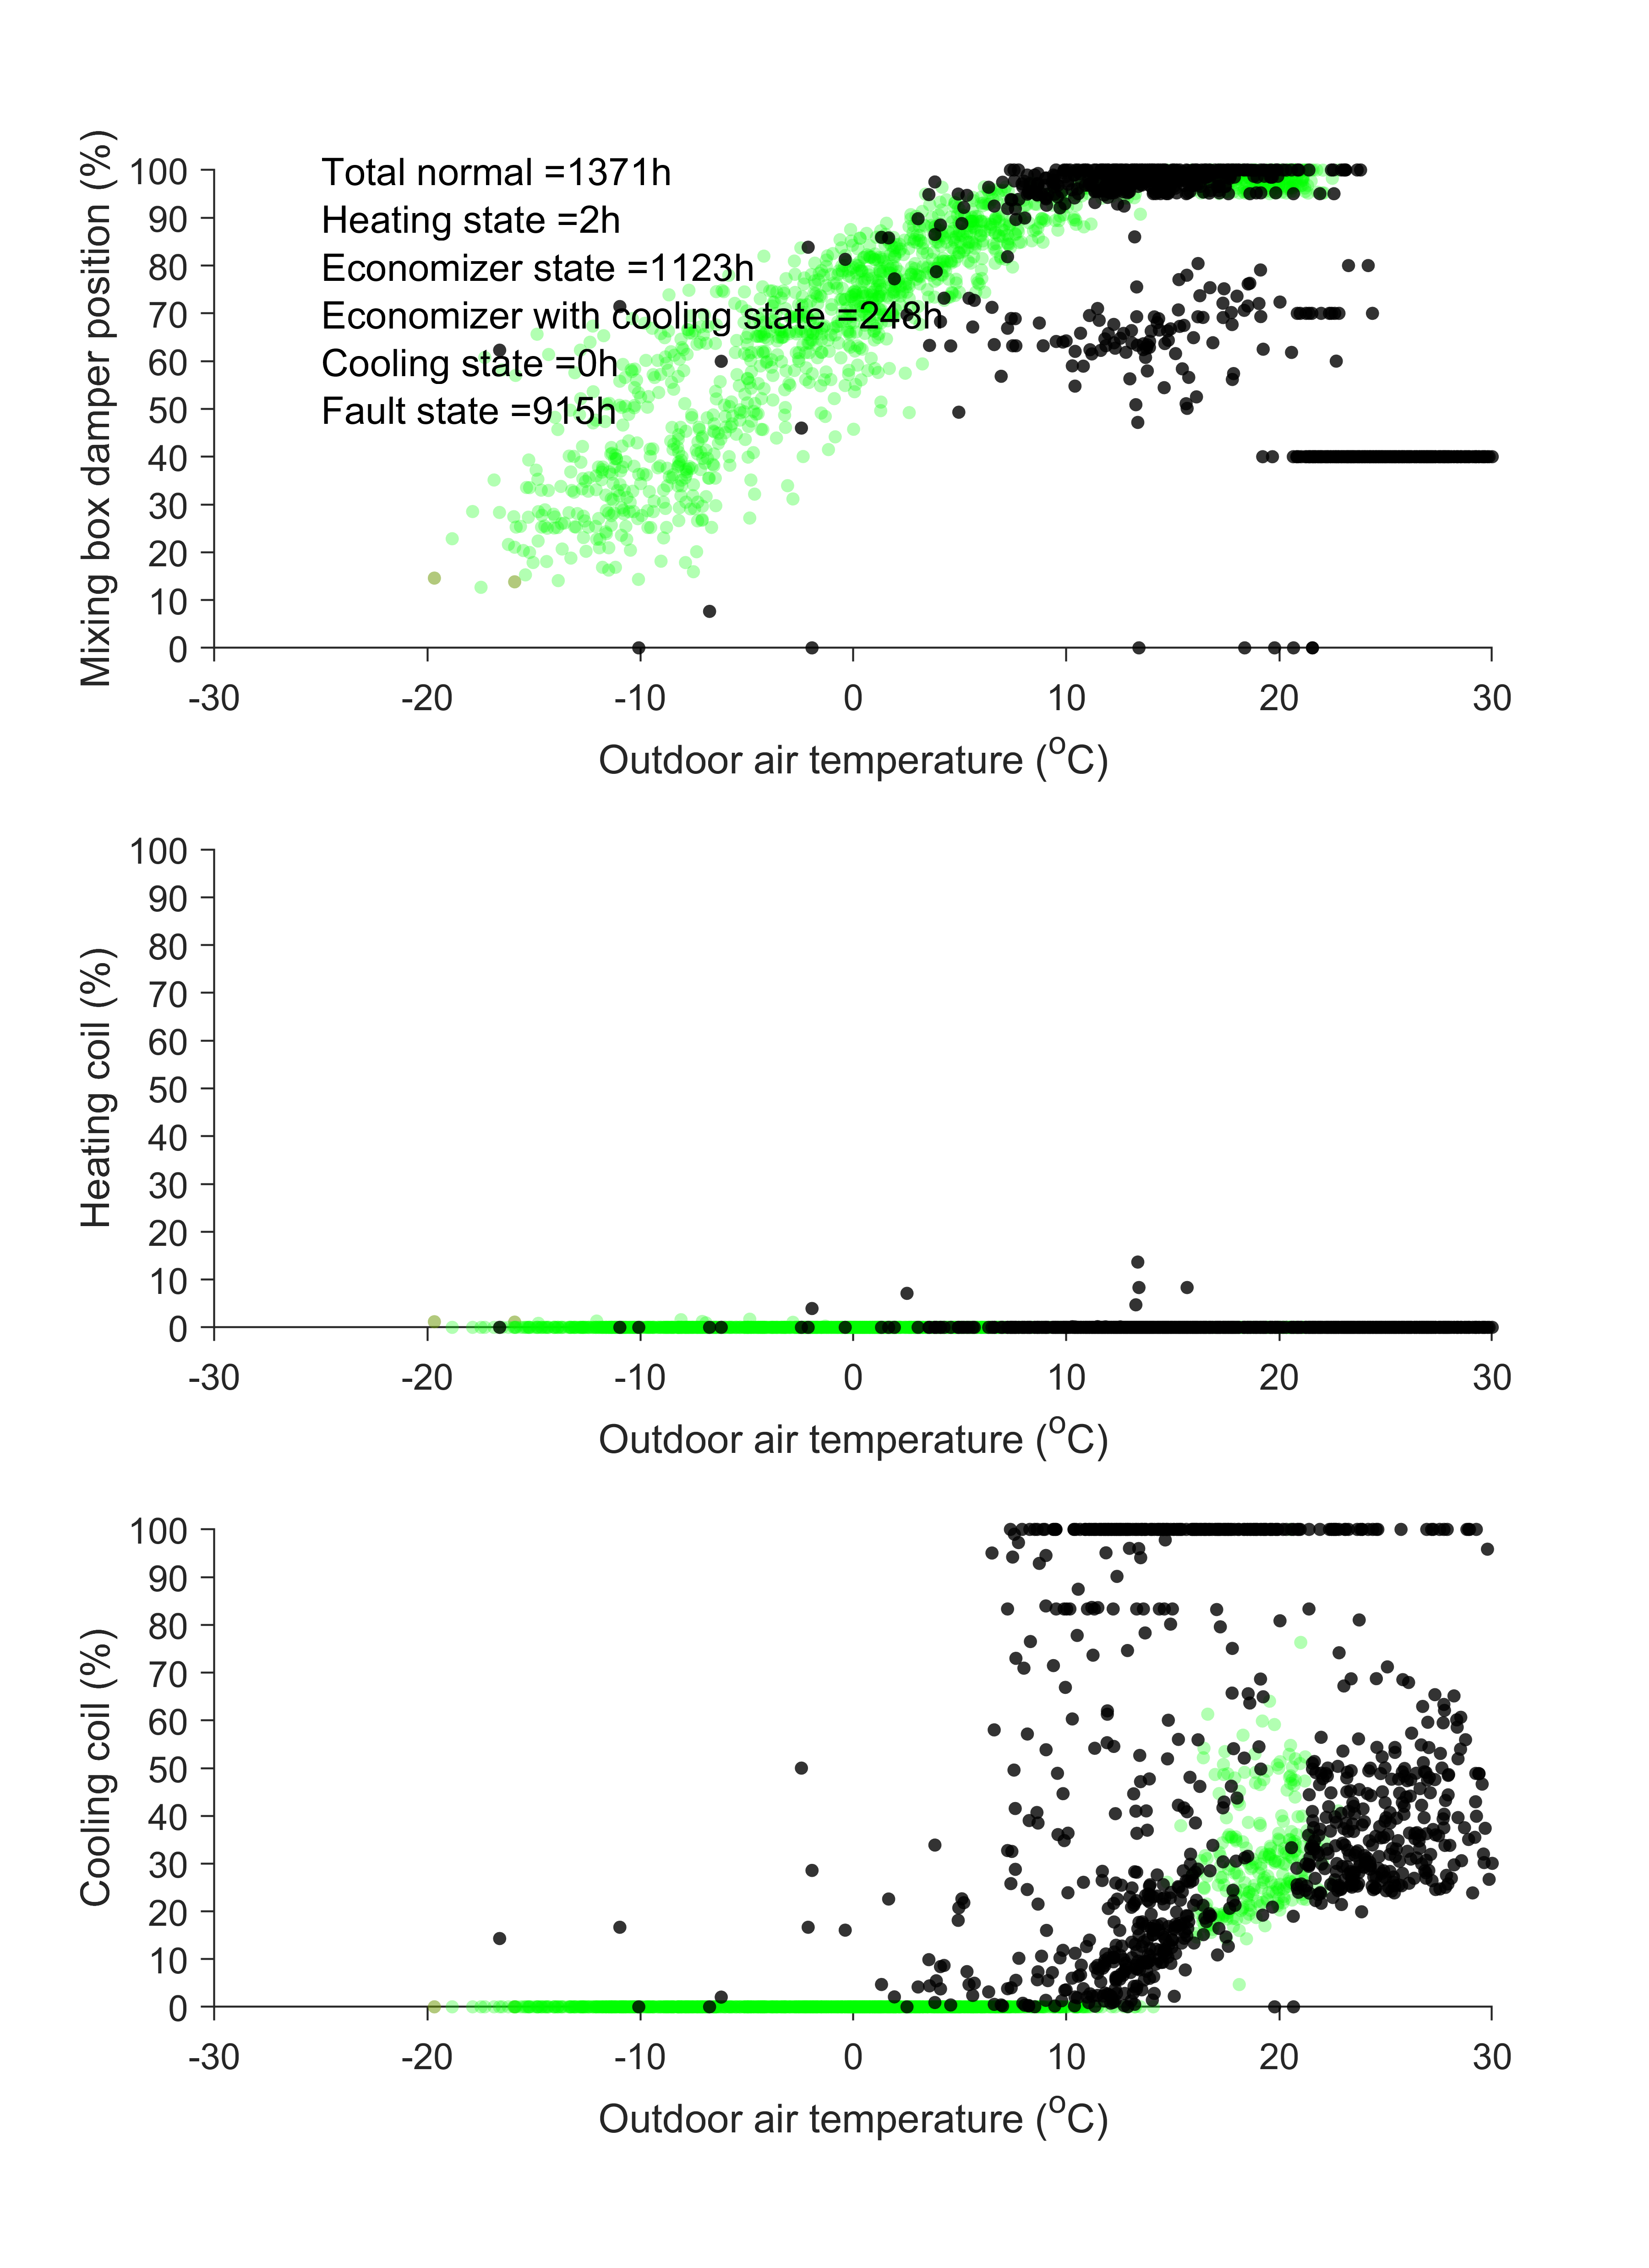 Mixing box damper position (%)
100
90
80
70
60
50
40
30
20
10
0
Total normal =1371h
Heating state =2h
Economizer state =1123h
Economizer with cooling state =248h
Cooling state =0h
Fault state =915h
-30 -20 -10 0 10 20 30
Outdoor air temperature (°C)
Heating coil (%)
100
90
80
70
60
50
40
30
20
10
0
-30 -20 -10 0 10 20 30
Outdoor air temperature (°C)
Cooling coil (%)
100
90
80
70
60
50
40
30
20
10
0
-30 -20 -10 0 10 20 30
Outdoor air temperature (°C)